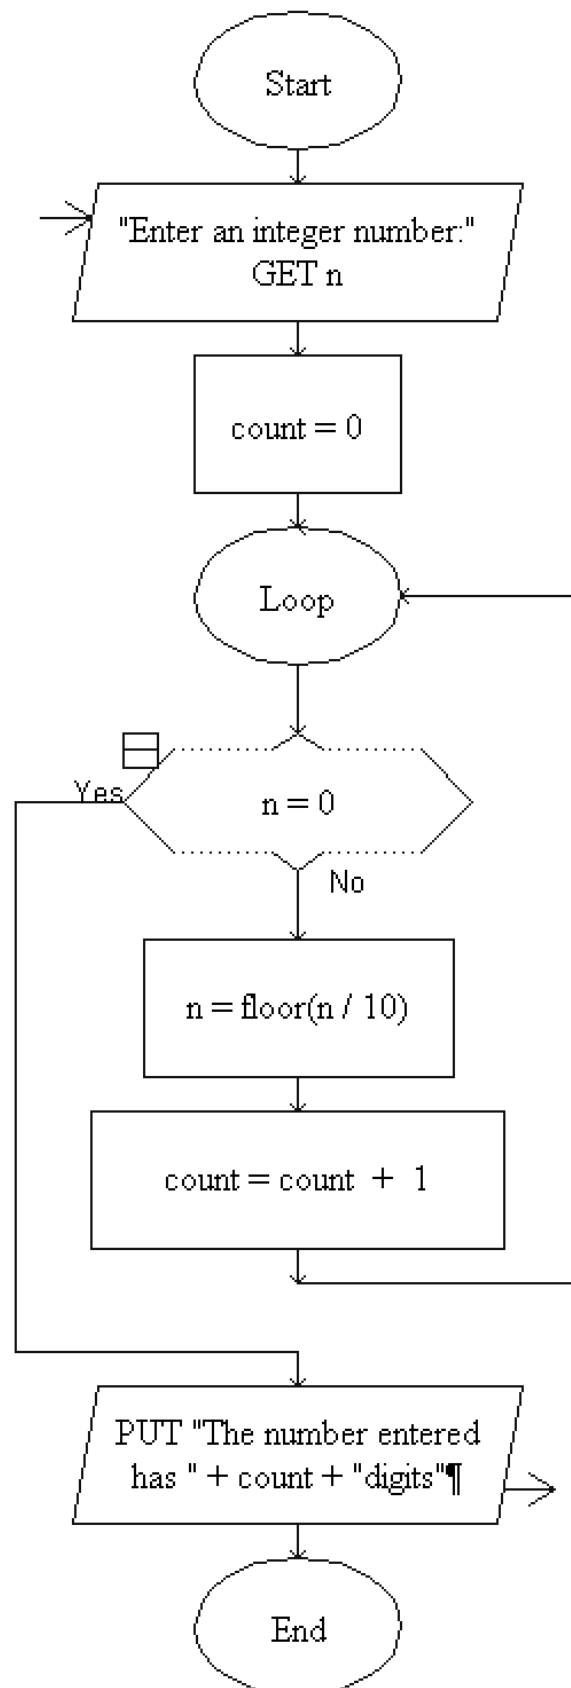 Start
"Enter an integer number:"
GET n
count = 0
Loop
Yes
n = 0
No
n = floor(n / 10)
count = count + 1
PUT "The number entered
has " + count + "digits"¶
End